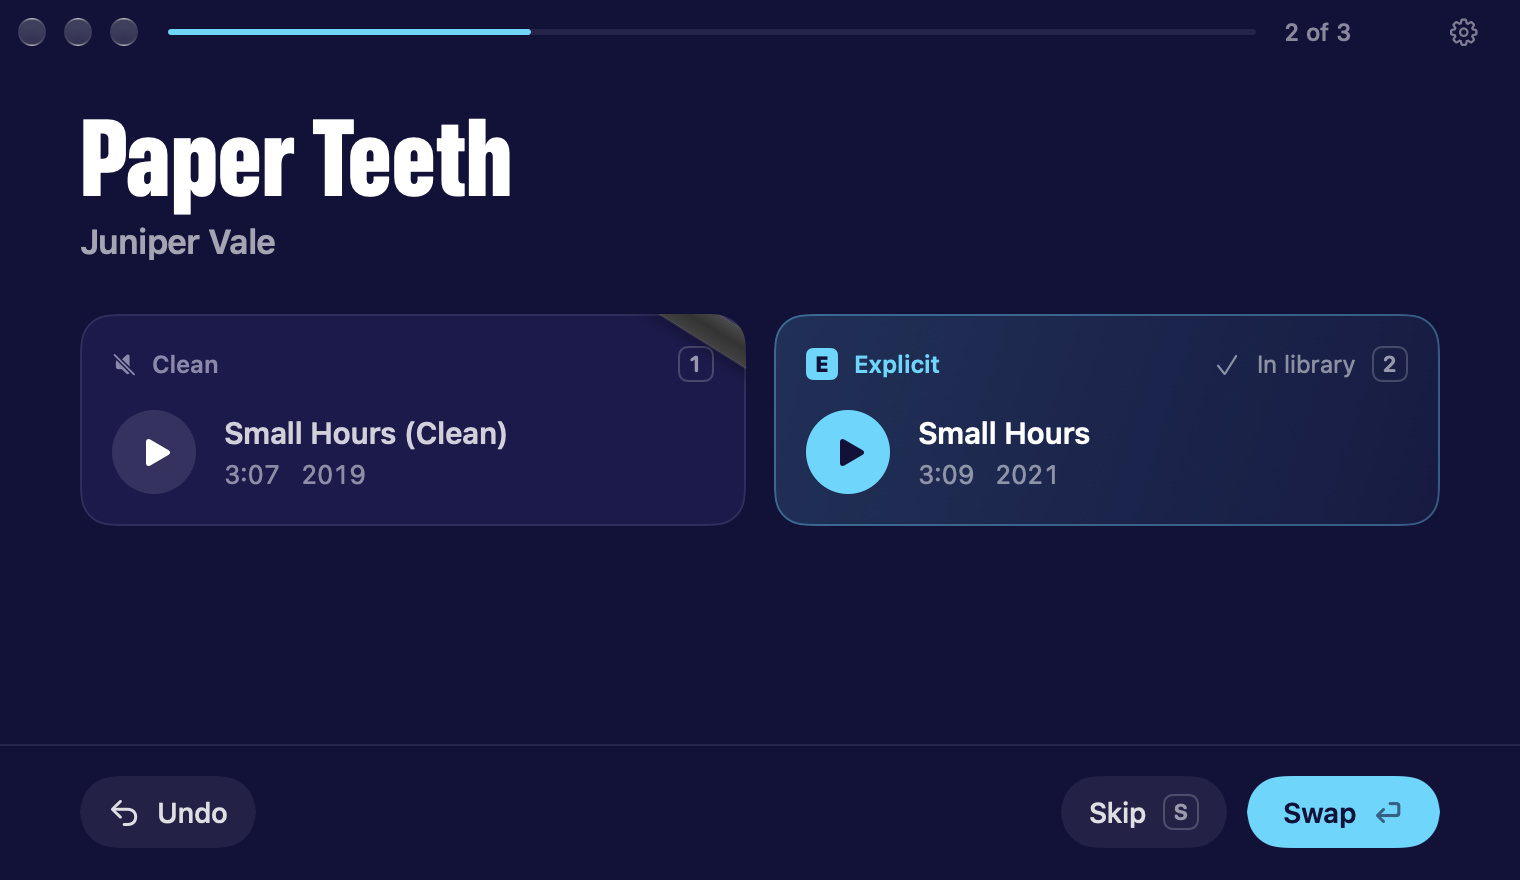 2 of 3
Paper Teeth
Juniper Vale
Clean
1
Small Hours (Clean)
3:07 2019
E Explicit
In library 2
Small Hours
3:09 2021
Undo
Skip S
Swap